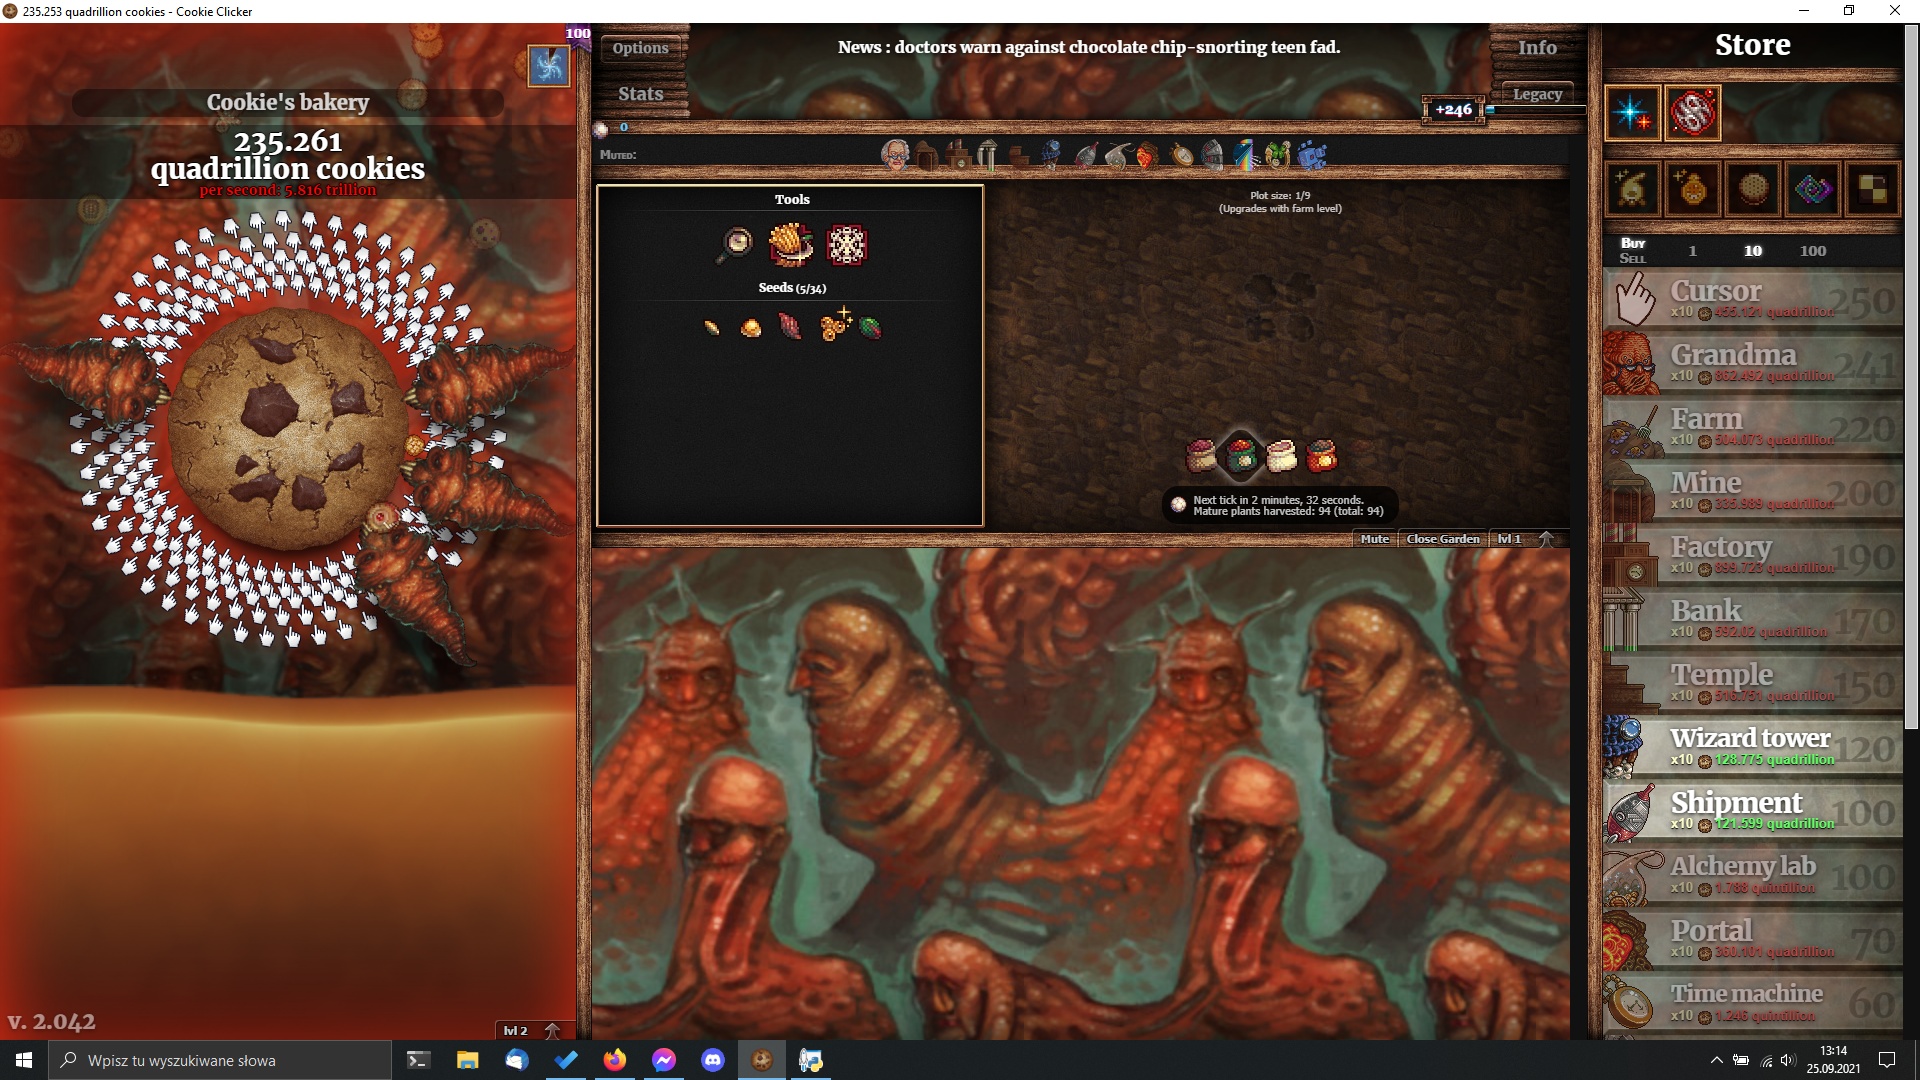 235.253 quadrillion cookies - Cookie Clicker
100
Options
Stats
News : doctors warn against chocolate chip-snorting teen fad.
Info
Legacy
+246
0
Muted:
Cookie's bakery
235.261
quadrillion cookies
per second: 5.816 trillion
Tools
Seeds (5/34)
Plot size: 1/9
(Upgrades with farm level)
Next tick in 2 minutes, 32 seconds.
Mature plants harvested: 94 (total: 94)
Mute
Close Garden
lvl 1
v. 2.042
lvl 2
Store
Buy
Sell
1
10
100
Cursor
x10 455.121 quadrillion
250
Grandma
x10 862.492 quadrillion
241
Farm
x10 504.073 quadrillion
220
Mine
x10 335.989 quadrillion
200
Factory
x10 899.723 quadrillion
190
Bank
x10 592.02 quadrillion
170
Temple
x10 516.751 quadrillion
150
Wizard tower
x10 128.775 quadrillion
120
Shipment
x10 121.599 quadrillion
100
Alchemy lab
x10 1.788 quintillion
100
Portal
x10 360.101 quadrillion
70
Time machine
x10 1.246 quintillion
60
Wpisz tu wyszukiwane słowa
13:14
25.09.2021